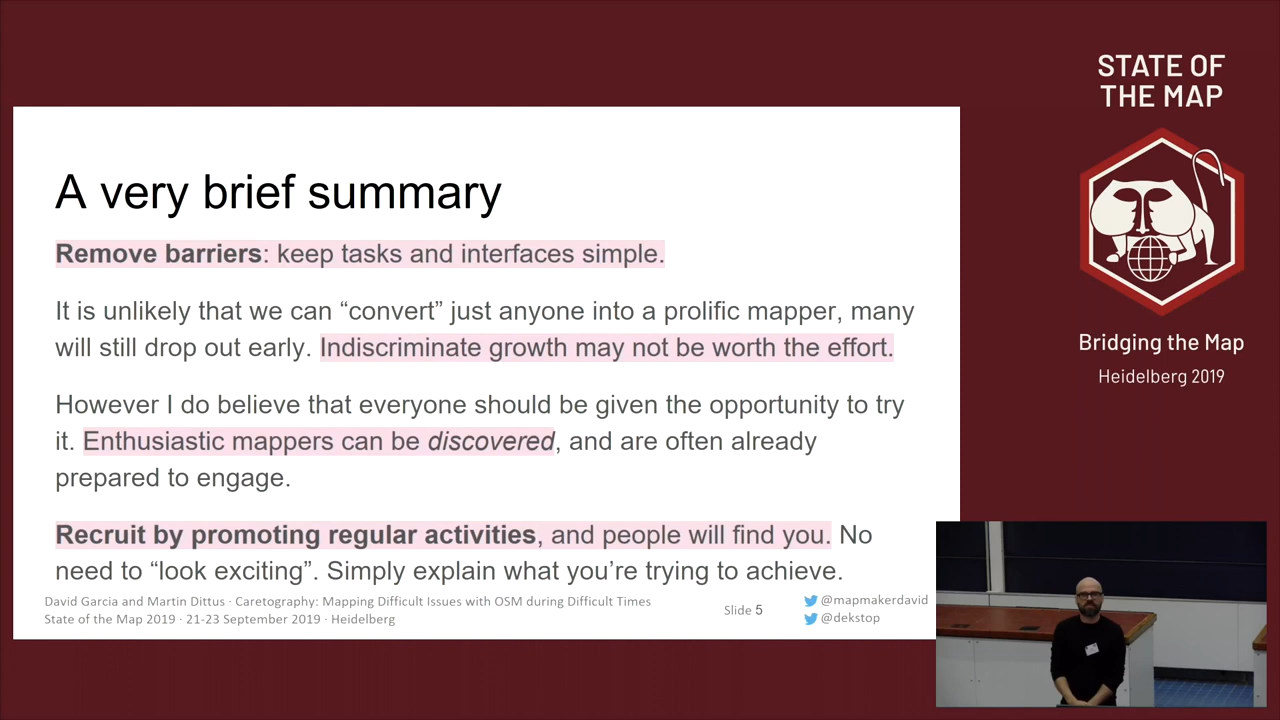 STATE OF
THE MAP
A very brief summary
Remove barriers: keep tasks and interfaces simple.
It is unlikely that we can “convert” just anyone into a prolific mapper, many
will still drop out early. Indiscriminate growth may not be worth the effort.
However I do believe that everyone should be given the opportunity to try
it. Enthusiastic mappers can be discovered, and are often already
prepared to engage.
Recruit by promoting regular activities, and people will find you. No
need to “look exciting”. Simply explain what you’re trying to achieve.
David Garcia and Martin Dittus · Caretography: Mapping Difficult Issues with OSM during Difficult Times
State of the Map 2019 · 21-23 September 2019 · Heidelberg
Slide 5
@mapmakerdavid
@dekstop
Bridging the Map
Heidelberg 2019